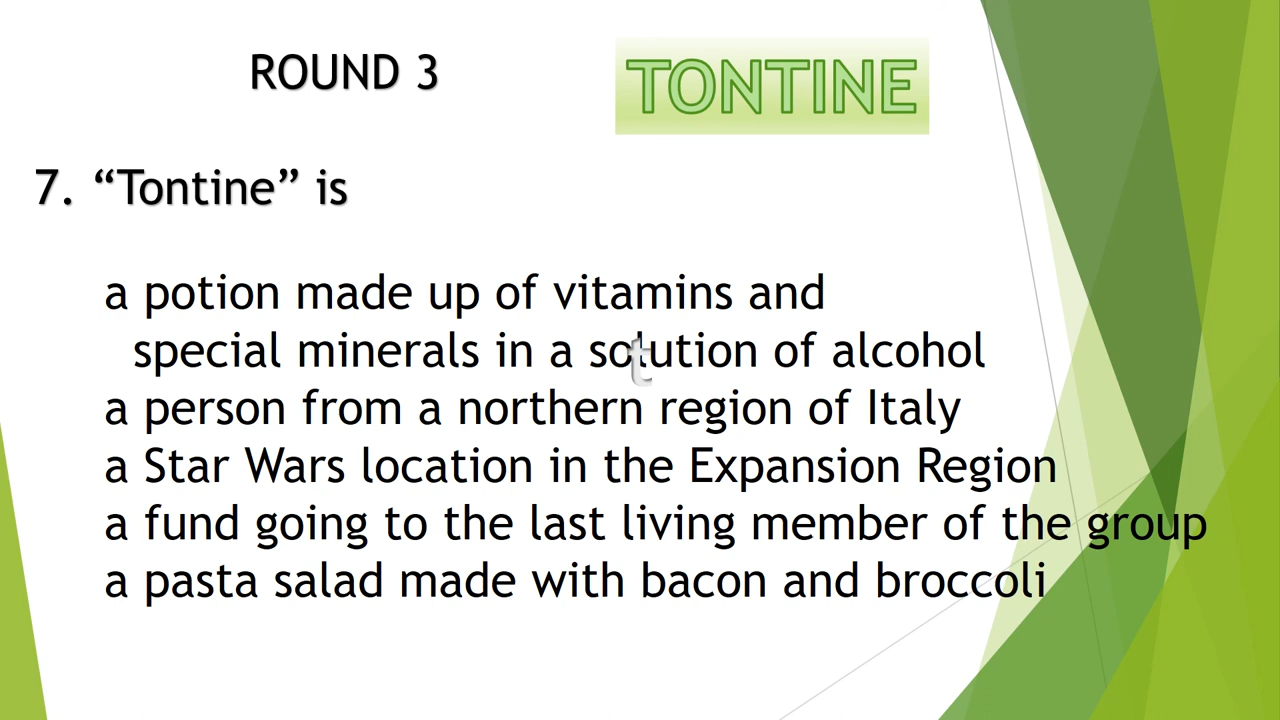 ROUND 3
TONTINE
7. “Tontine” is
a potion made up of vitamins and
special minerals in a solution of alcohol
t
a person from a northern region of Italy
a Star Wars location in the Expansion Region
a fund going to the last living member of the group
a pasta salad made with bacon and broccoli